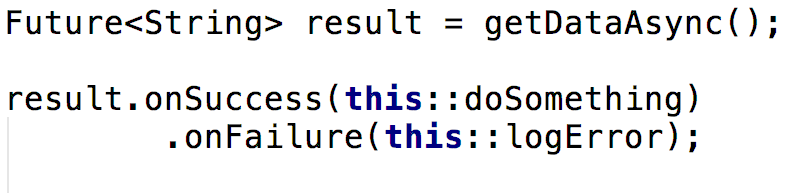 Future<String> result = getDataAsync();
result.onSuccess(this::doSomething)
.onFailure(this::logError);